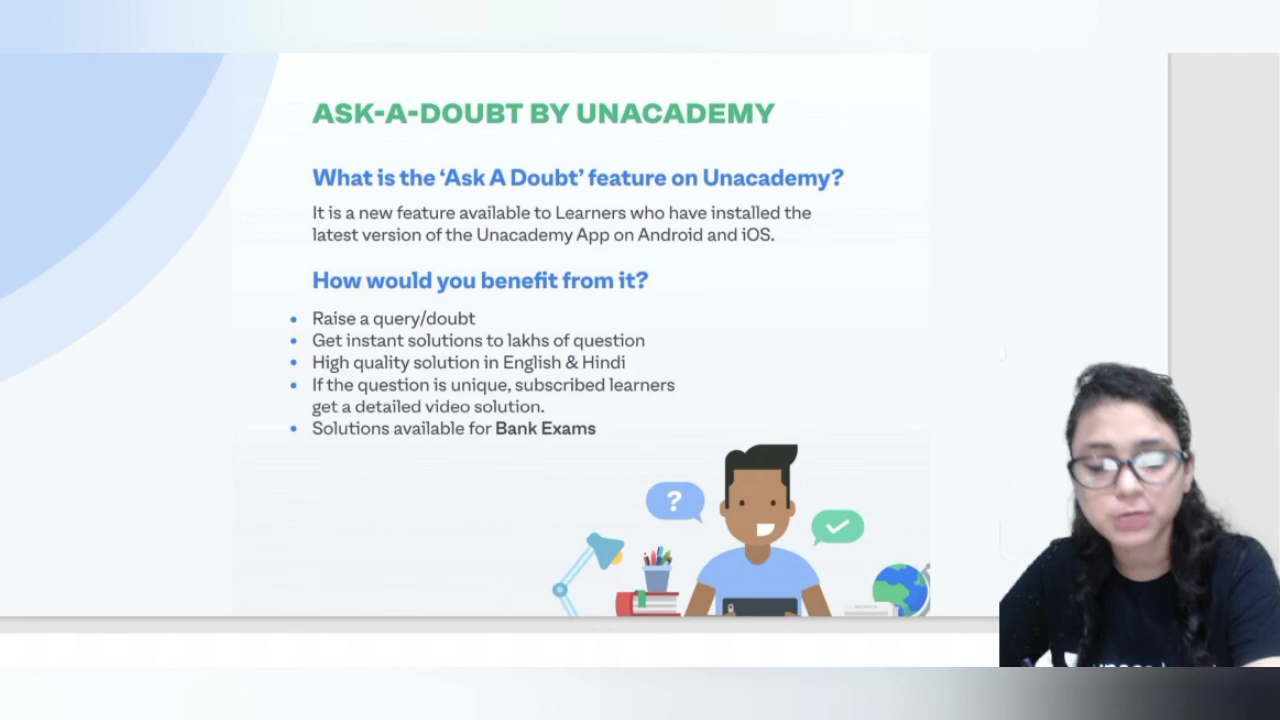 ASK-A-DOUBT BY UNACADEMY
What is the ‘Ask A Doubt’ feature on Unacademy?
It is a new feature available to Learners who have installed the
latest version of the Unacademy App on Android and iOS.
How would you benefit from it?
• Raise a query/doubt
• Get instant solutions to lakhs of question
• High quality solution in English & Hindi
• If the question is unique, subscribed learners
get a detailed video solution.
• Solutions available for Bank Exams
?